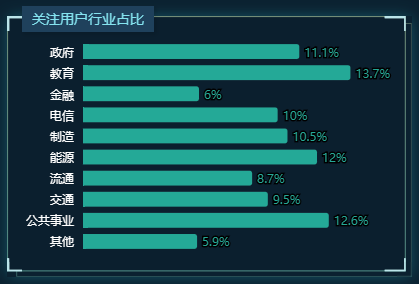 关注用户行业占比
政府 11.1%
教育 13.7%
金融 6%
电信 10%
制造 10.5%
能源 12%
流通 8.7%
交通 9.5%
公共事业 12.6%
其他 5.9%